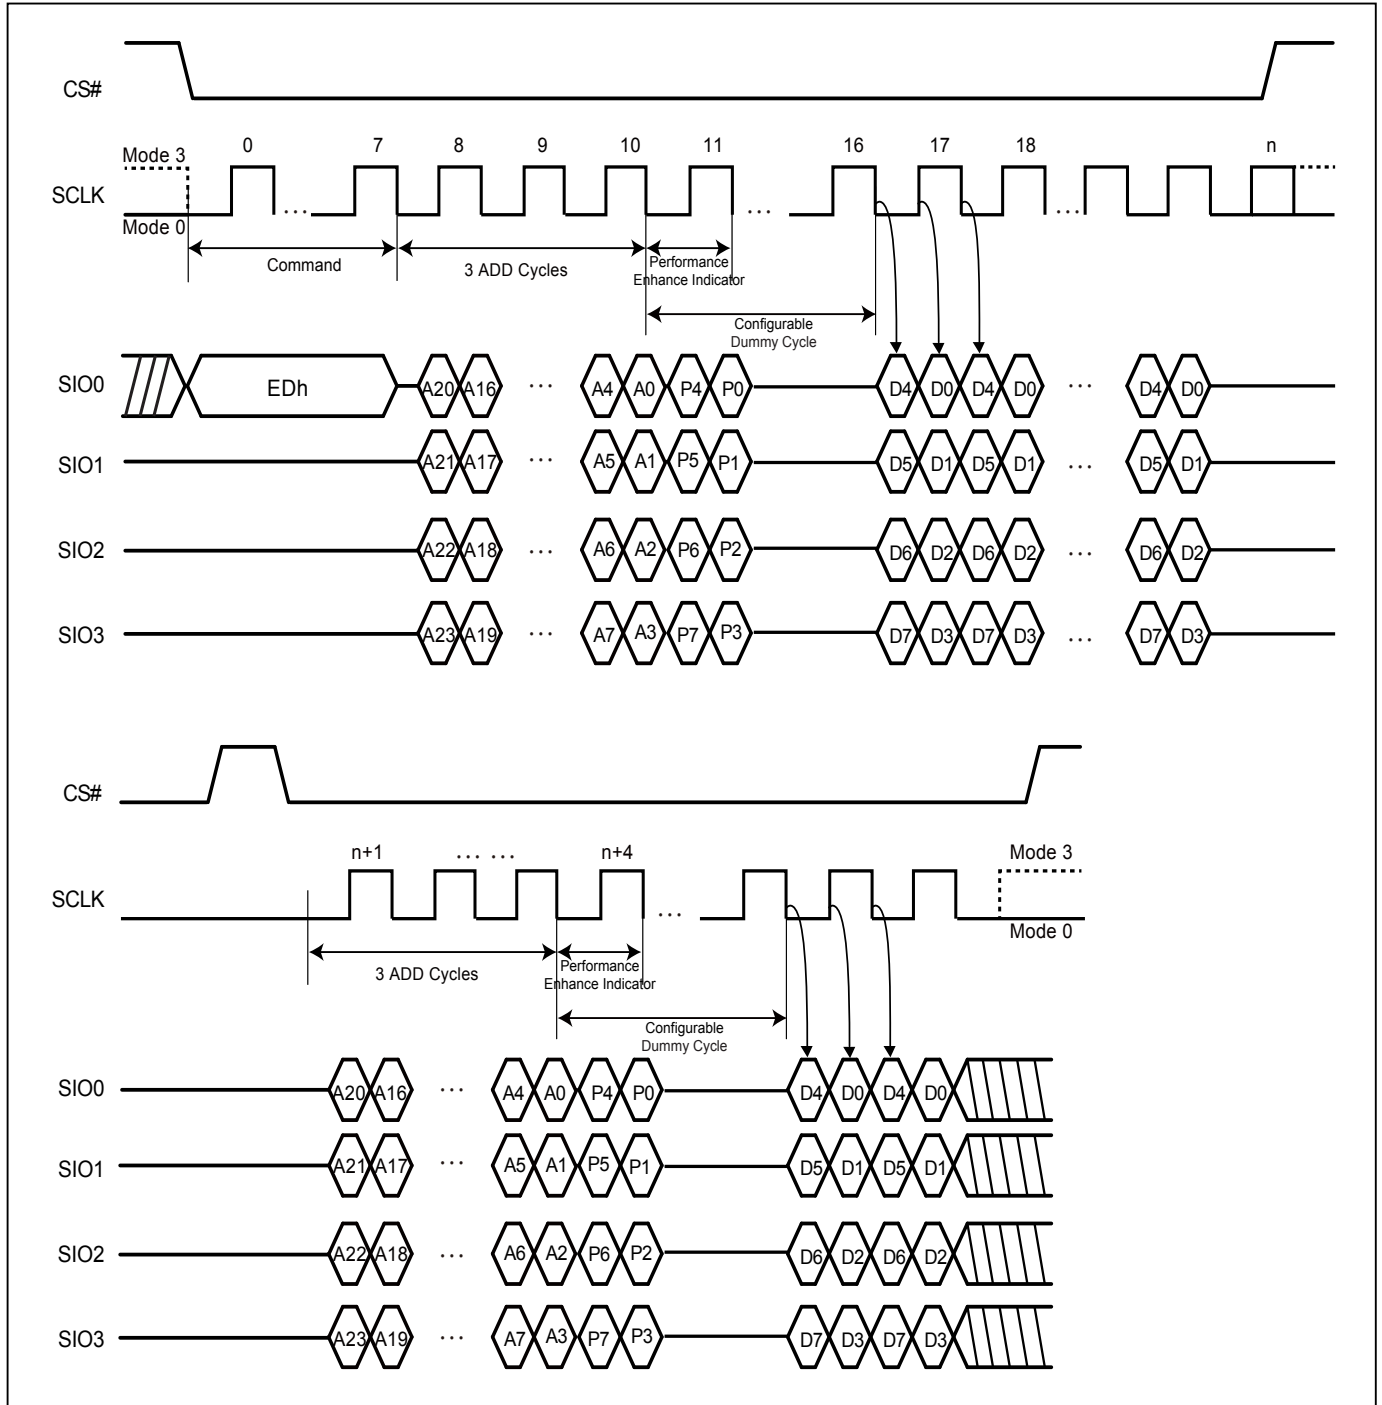 CS#
0 7 8 9 10 11 16 17 18 n
Mode 3
SCLK
... ... ...
Mode 0
Command
3 ADD Cycles
Performance
Enhance Indicator
Configurable
Dummy Cycle
SIO0 EDh A20 A16 ... A4 A0 P4 P0 D4 D0 D4 D0 ... D4 D0
SIO1 A21 A17 ... A5 A1 P5 P1 D5 D1 D5 D1 ... D5 D1
SIO2 A22 A18 ... A6 A2 P6 P2 D6 D2 D6 D2 ... D6 D2
SIO3 A23 A19 ... A7 A3 P7 P3 D7 D3 D7 D3 ... D7 D3
CS#
n+1 ... ... n+4 Mode 3
SCLK ...
Mode 0
3 ADD Cycles
Performance
Enhance Indicator
Configurable
Dummy Cycle
SIO0 A20 A16 ... A4 A0 P4 P0 D4 D0 D4 D0
SIO1 A21 A17 ... A5 A1 P5 P1 D5 D1 D5 D1
SIO2 A22 A18 ... A6 A2 P6 P2 D6 D2 D6 D2
SIO3 A23 A19 ... A7 A3 P7 P3 D7 D3 D7 D3